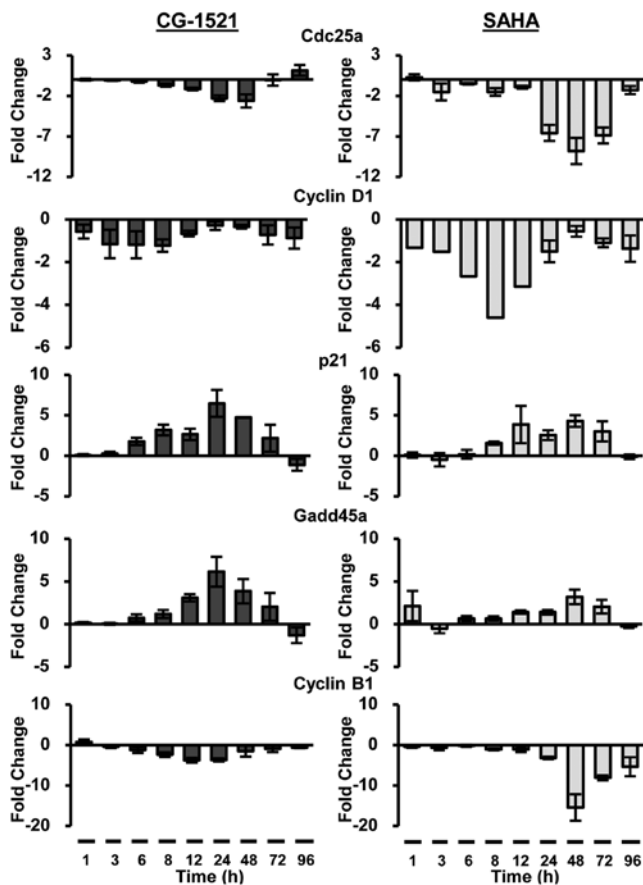 CG-1521 SAHA
Cdc25a
Fold Change 3 -2 -7 -12
Fold Change 3 -2 -7 -12
Cyclin D1
Fold Change 0 -2 -4 -6
Fold Change 0 -2 -4 -6
p21
Fold Change 10 5 0 -5
Fold Change 10 5 0 -5
Gadd45a
Fold Change 10 5 0 -5
Fold Change 10 5 0 -5
Cyclin B1
Fold Change 10 0 -10 -20
Fold Change 10 0 -10 -20
1 3 6 8 12 24 48 72 96
1 3 6 8 12 24 48 72 96
Time (h) Time (h)